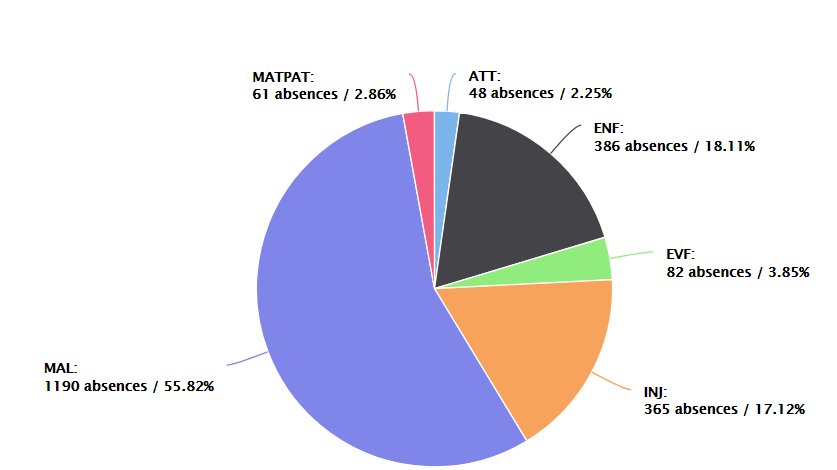 MATPAT:
61 absences / 2.86%
ATT:
48 absences / 2.25%
ENF:
386 absences / 18.11%
EVF:
82 absences / 3.85%
MAL:
1190 absences / 55.82%
INJ:
365 absences / 17.12%